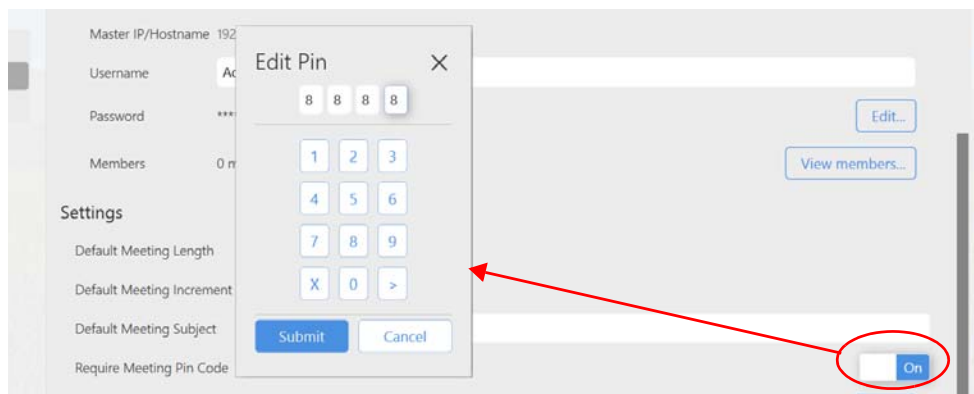 Master IP/Hostname 192
Username Ac
Password ****
Edit...
Members 0 m
View members...
Settings
Default Meeting Length
Default Meeting Increment
Default Meeting Subject
Require Meeting Pin Code
On
Edit Pin
8 8 8 8
1 2 3
4 5 6
7 8 9
X 0 >
Submit Cancel